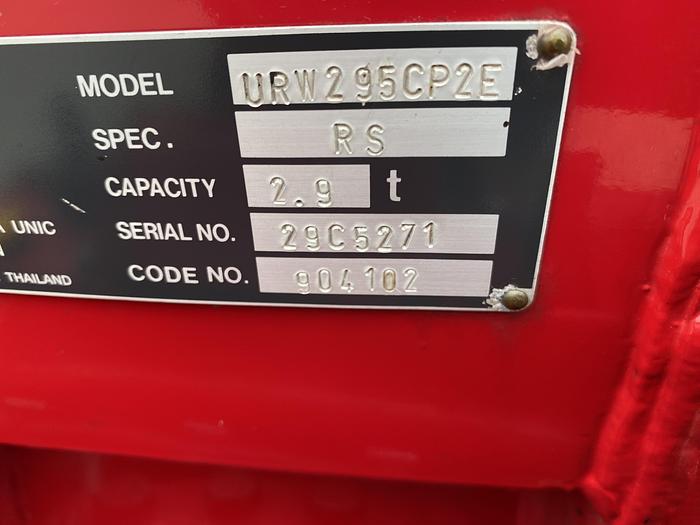 MODEL URW295CP2E
SPEC. RS
CAPACITY 2.9 t
UNIC SERIAL NO. 29C5271
THAILAND CODE NO. 904102